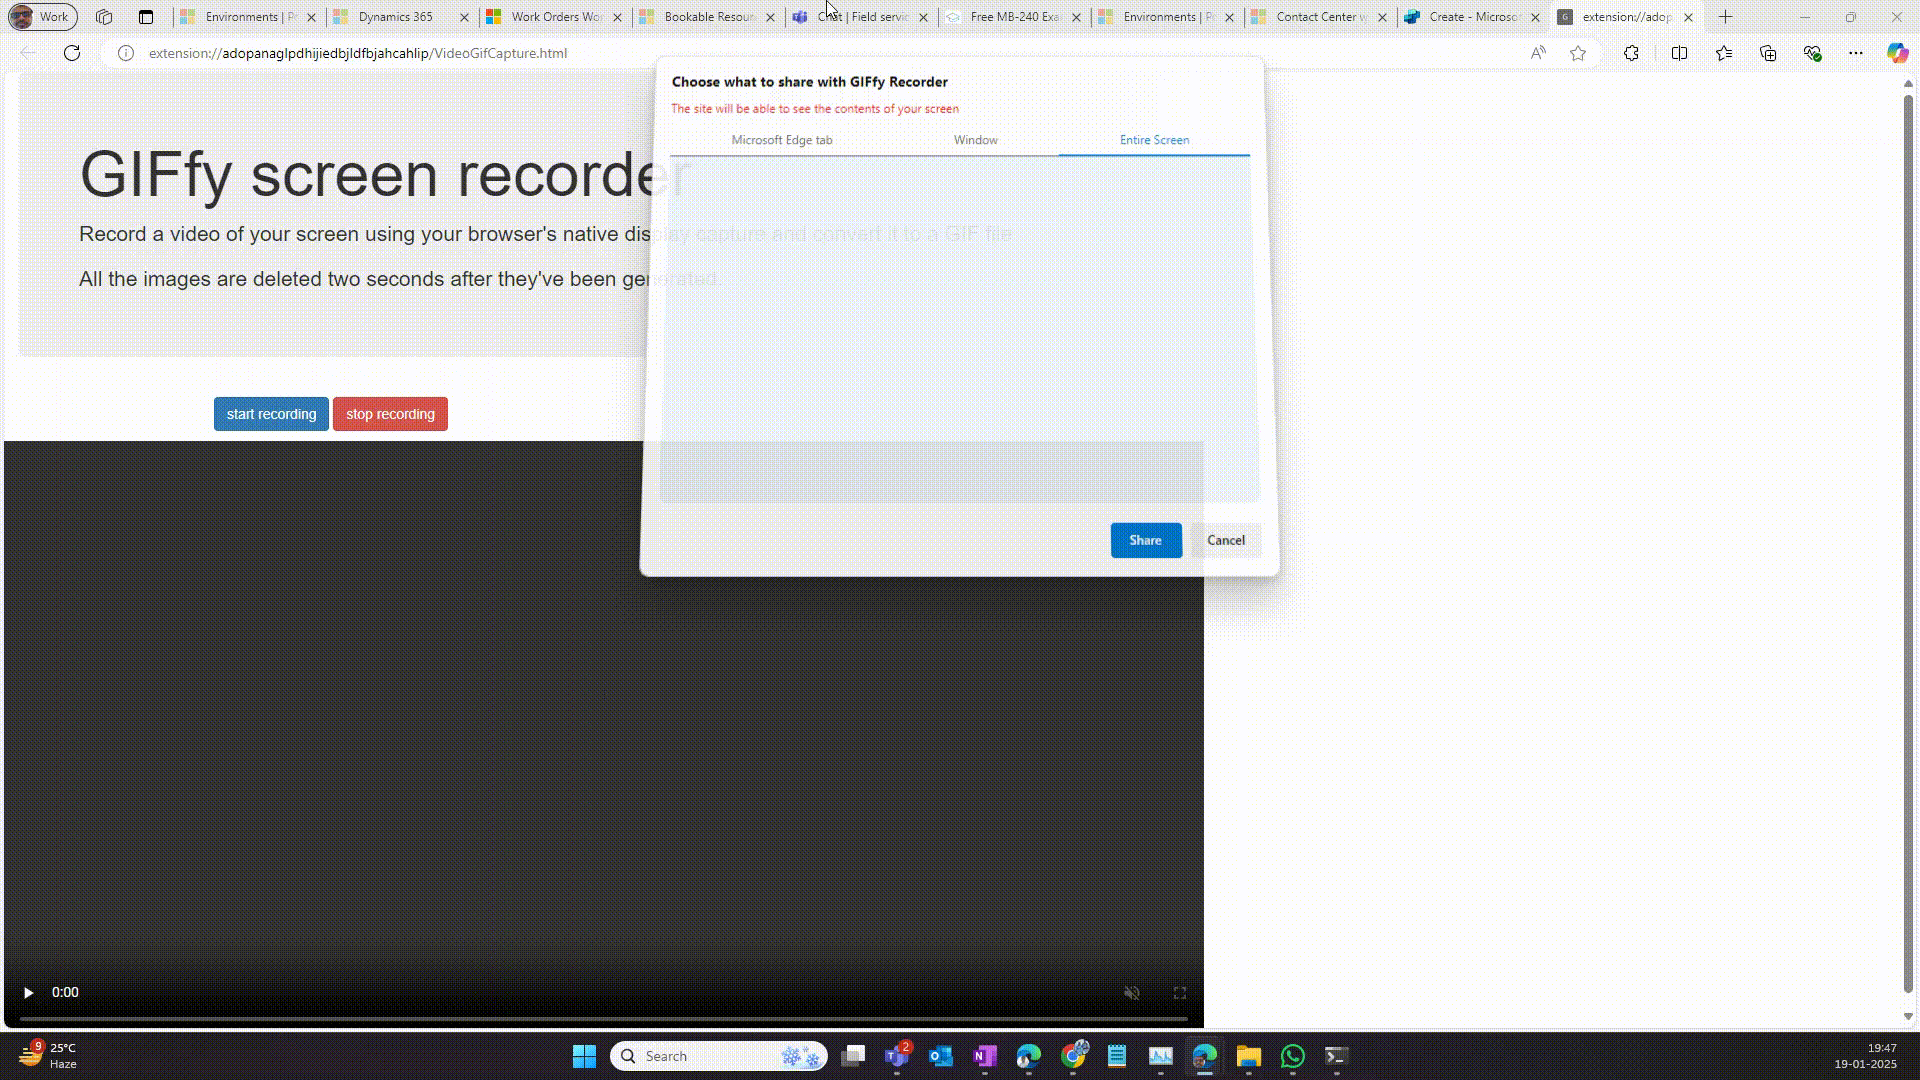 Work
Environments | P
Dynamics 365
Work Orders Wo
Bookable Resour
Chat | Field servic
Free MB-240 Exa
Environments | P
Contact Center w
Create - Microso
extension://adop
extension://adopanaglpdhijiedbjldfbjahcahlip/VideoGifCapture.html
Choose what to share with GIFfy Recorder
The site will be able to see the contents of your screen
Microsoft Edge tab
Window
Entire Screen
GIFfy screen recorder
Record a video of your screen using your browser's native display capture and convert it to a GIF file
All the images are deleted two seconds after they've been generated.
start recording
stop recording
Share
Cancel
0:00
9
25°C
Haze
Search
2
19:47
19-01-2025